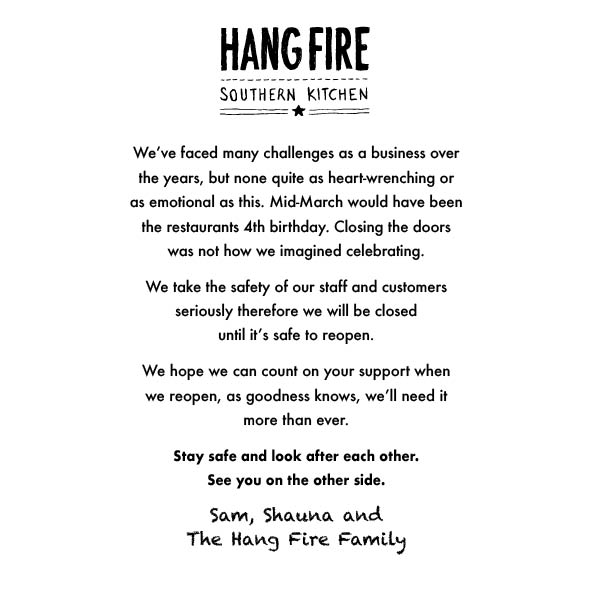 HANG FIRE
SOUTHERN KITCHEN
We've faced many challenges as a business over
the years, but none quite as heart-wrenching or
as emotional as this. Mid-March would have been
the restaurants 4th birthday. Closing the doors
was not how we imagined celebrating.
We take the safety of our staff and customers
seriously therefore we will be closed
until it's safe to reopen.
We hope we can count on your support when
we reopen, as goodness knows, we'll need it
more than ever.
Stay safe and look after each other.
See you on the other side.
Sam, Shauna and
The Hang Fire Family